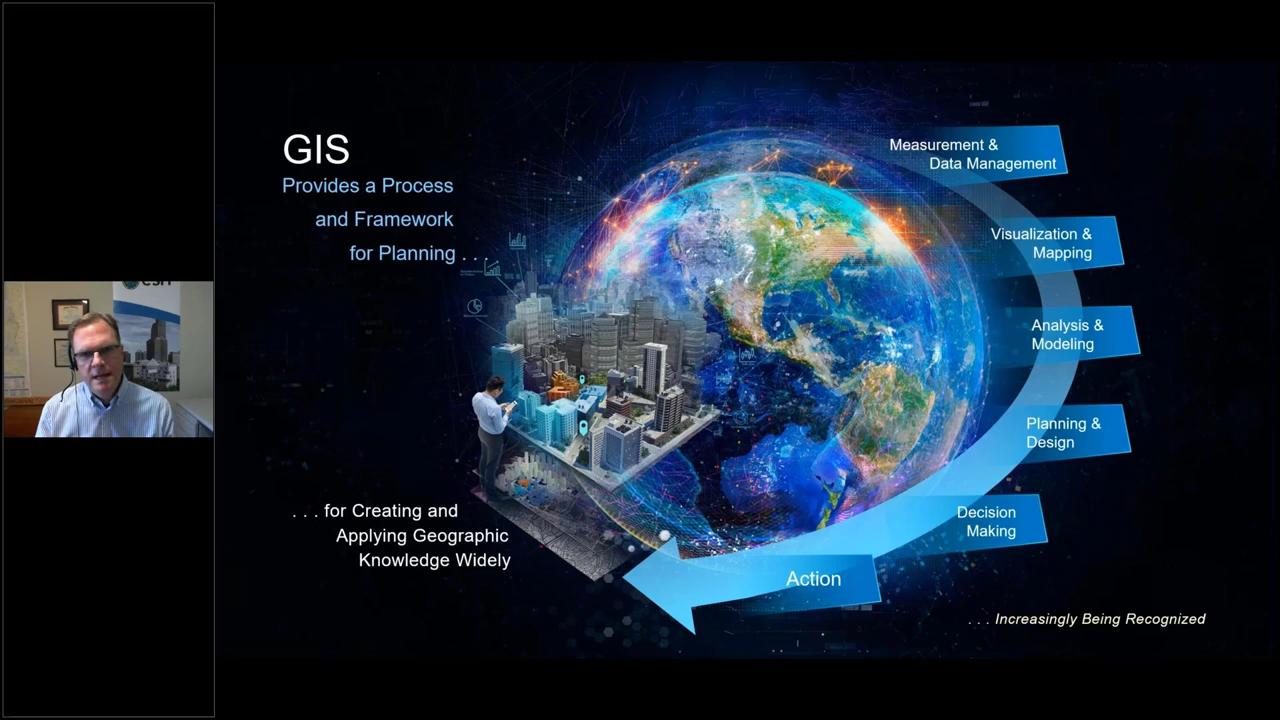 GIS
Provides a Process
and Framework
for Planning . . .
. . . for Creating and
Applying Geographic
Knowledge Widely
Measurement &
Data Management
Visualization &
Mapping
Analysis &
Modeling
Planning &
Design
Decision
Making
Action
. . . Increasingly Being Recognized
esri